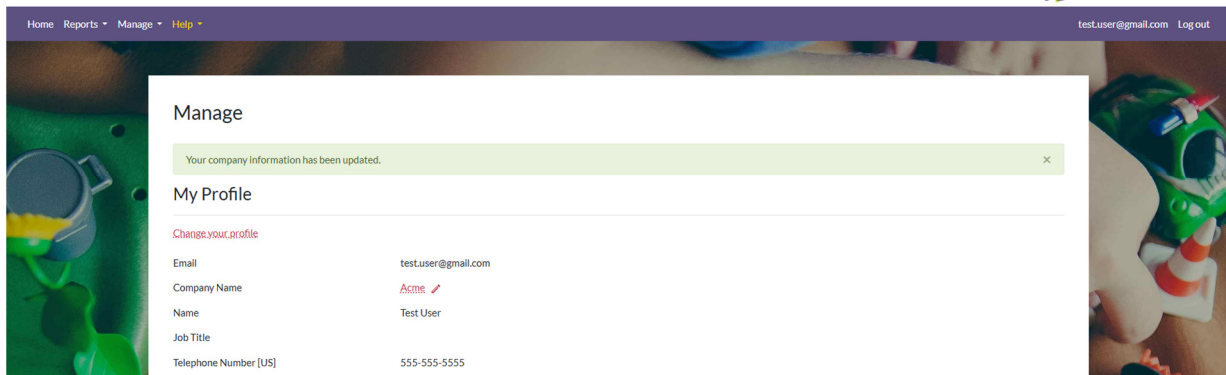 Home Reports Manage Help test.user@gmail.com Log out
Manage
Your company information has been updated. ×
My Profile
Change your profile
Email test.user@gmail.com
Company Name Acme
Name Test User
Job Title
Telephone Number [US] 555-555-5555